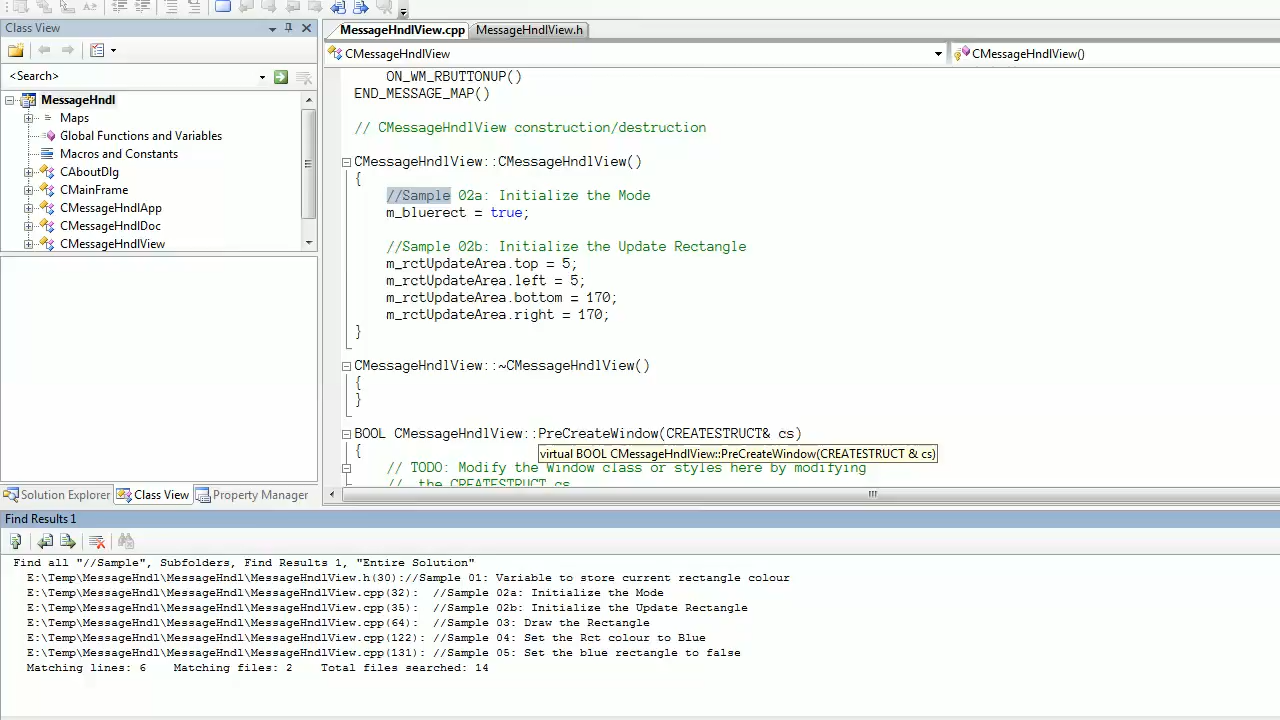 Class View
<Search>
MessageHndl
Maps
Global Functions and Variables
Macros and Constants
CAboutDlg
CMainFrame
CMessageHndlApp
CMessageHndlDoc
CMessageHndlView
Solution Explorer Class View Property Manager
MessageHndlView.cpp MessageHndlView.h
CMessageHndlView CMessageHndlView()
ON_WM_RBUTTONUP()
END_MESSAGE_MAP()
// CMessageHndlView construction/destruction
CMessageHndlView::CMessageHndlView()
{
//Sample 02a: Initialize the Mode
m_bluerect = true;
//Sample 02b: Initialize the Update Rectangle
m_rctUpdateArea.top = 5;
m_rctUpdateArea.left = 5;
m_rctUpdateArea.bottom = 170;
m_rctUpdateArea.right = 170;
}
CMessageHndlView::~CMessageHndlView()
{
}
BOOL CMessageHndlView::PreCreateWindow(CREATESTRUCT& cs)
{
virtual BOOL CMessageHndlView::PreCreateWindow(CREATESTRUCT & cs)
// TODO: Modify the Window class or styles here by modifying
// the CREATESTRUCT cs
Find Results 1
Find all "//Sample", Subfolders, Find Results 1, "Entire Solution"
E:\Temp\MessageHndl\MessageHndl\MessageHndlView.h(30)://Sample 01: Variable to store current rectangle colour
E:\Temp\MessageHndl\MessageHndl\MessageHndlView.cpp(32): //Sample 02a: Initialize the Mode
E:\Temp\MessageHndl\MessageHndl\MessageHndlView.cpp(35): //Sample 02b: Initialize the Update Rectangle
E:\Temp\MessageHndl\MessageHndl\MessageHndlView.cpp(64): //Sample 03: Draw the Rectangle
E:\Temp\MessageHndl\MessageHndl\MessageHndlView.cpp(122): //Sample 04: Set the Rct colour to Blue
E:\Temp\MessageHndl\MessageHndl\MessageHndlView.cpp(131): //Sample 05: Set the blue rectangle to false
Matching lines: 6 Matching files: 2 Total files searched: 14